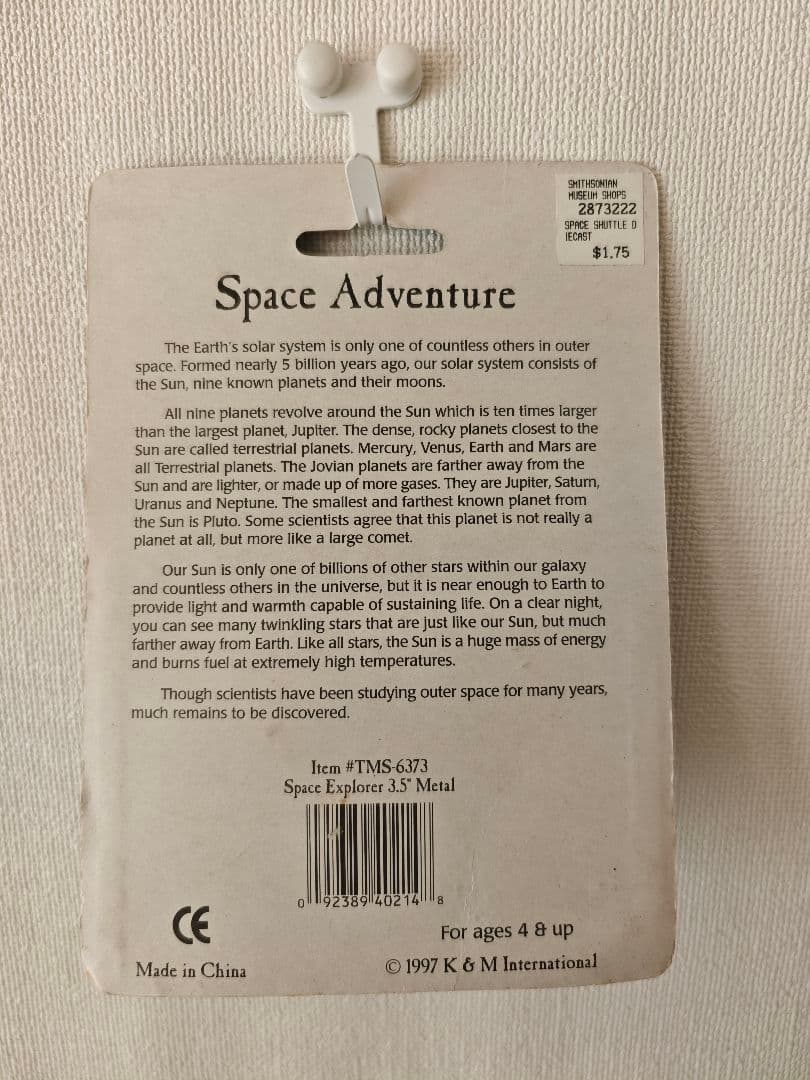 SMITHSONIAN
MUSEUM SHOPS
2873222
SPACE SHUTTLE D
IECAST
$1.75
Space Adventure
The Earth's solar system is only one of countless others in outer
space. Formed nearly 5 billion years ago, our solar system consists of
the Sun, nine known planets and their moons.
All nine planets revolve around the Sun which is ten times larger
than the largest planet, Jupiter. The dense, rocky planets closest to the
Sun are called terrestrial planets. Mercury, Venus, Earth and Mars are
all Terrestrial planets. The Jovian planets are farther away from the
Sun and are lighter, or made up of more gases. They are Jupiter, Saturn,
Uranus and Neptune. The smallest and farthest known planet from
the Sun is Pluto. Some scientists agree that this planet is not really a
planet at all, but more like a large comet.
Our Sun is only one of billions of other stars within our galaxy
and countless others in the universe, but it is near enough to Earth to
provide light and warmth capable of sustaining life. On a clear night,
you can see many twinkling stars that are just like our Sun, but much
farther away from Earth. Like all stars, the Sun is a huge mass of energy
and burns fuel at extremely high temperatures.
Though scientists have been studying outer space for many years,
much remains to be discovered.
Item #TMS-6373
Space Explorer 3.5" Metal
0 92389 40214 8
CE
For ages 4 & up
Made in China
© 1997 K & M International